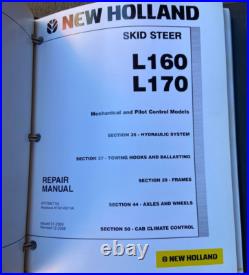 NEW HOLLAND
SKID STEER
L160
L170
Mechanical and Pilot Control Models
SECTION 35 - HYDRAULIC SYSTEM
SECTION 37 - TOWING HOOKS AND BALLASTING
SECTION 39 - FRAMES
REPAIR
MANUAL
SECTION 44 - AXLES AND WHEELS
SECTION 50 - CAB CLIMATE CONTROL
NEW HOLLAND